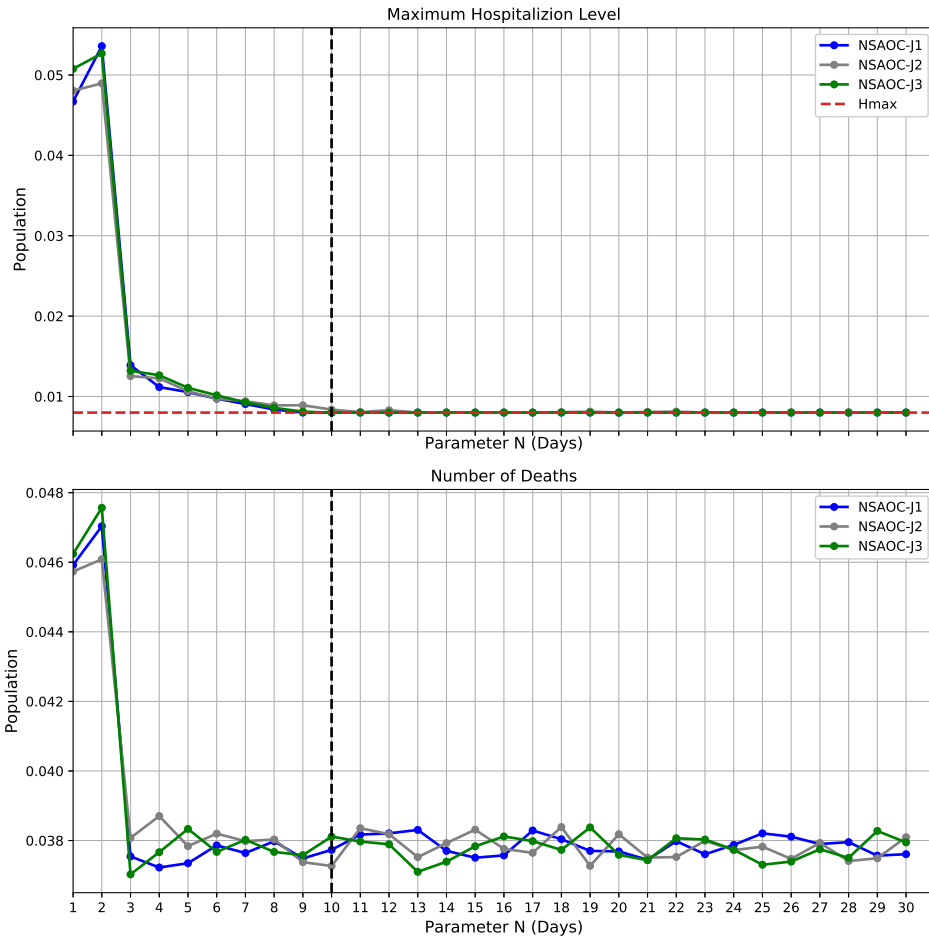 Maximum Hospitalizion Level
NSAOC-J1
NSAOC-J2
NSAOC-J3
Hmax
0.05
0.04
0.03
0.02
0.01
Population
Parameter N (Days)
Number of Deaths
NSAOC-J1
NSAOC-J2
NSAOC-J3
0.048
0.046
0.044
0.042
0.040
0.038
Population
1 2 3 4 5 6 7 8 9 10 11 12 13 14 15 16 17 18 19 20 21 22 23 24 25 26 27 28 29 30
Parameter N (Days)